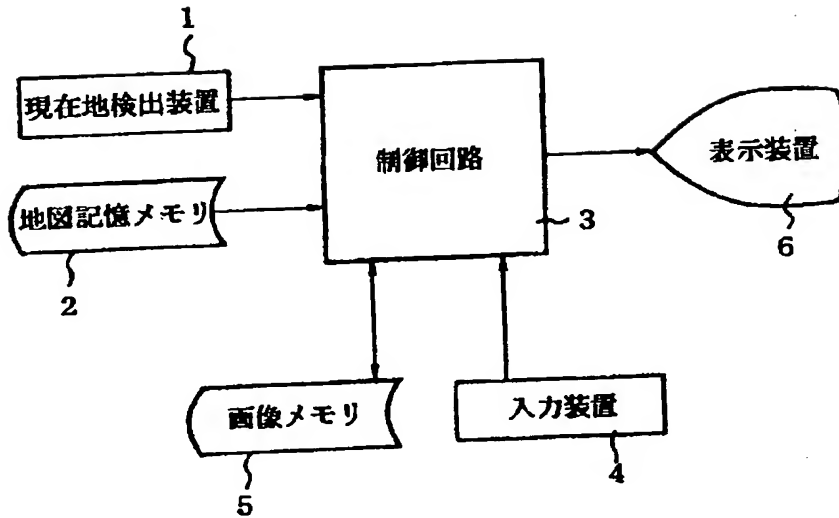 1
現在地検出装置
制御回路
表示装置
地図記憶メモリ
3
6
2
画像メモリ
入力装置
5
4